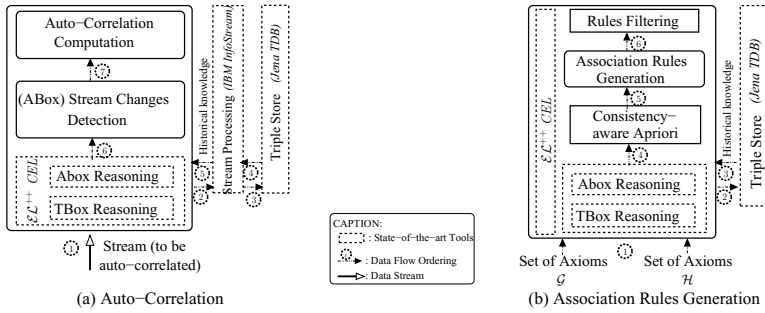 Auto−Correlation
Computation
7
(ABox) Stream Changes
Detection
6
ℰℒ++ CEL
Abox Reasoning
TBox Reasoning
1
Stream (to be
auto−correlated)
Historical knowledge
5
2
Stream Processing (IBM InfoStream)
4
3
Triple Store (Jena TDB)
(a) Auto−Correlation
CAPTION:
: State−of−the−art Tools
i
: Data Flow Ordering
: Data Stream
Rules Filtering
6
Association Rules
Generation
5
Consistency−
aware Apriori
4
ℰℒ++ CEL
Abox Reasoning
TBox Reasoning
Historical knowledge
3
2
Triple Store (Jena TDB)
1
Set of Axioms
𝒢
Set of Axioms
ℋ
(b) Association Rules Generation